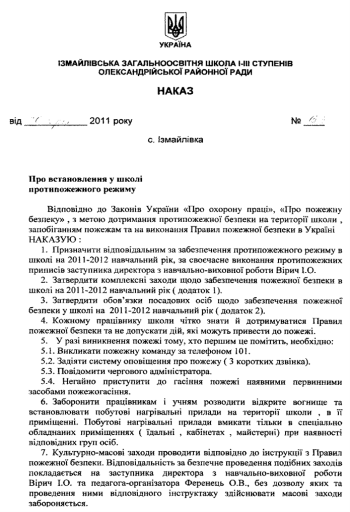 УКРАЇНА
ІЗМАЙЛІВСЬКА ЗАГАЛЬНООСВІТНЯ ШКОЛА І-ІІІ СТУПЕНІВ
ОЛЕКСАНДРІЙСЬКОЇ РАЙОННОЇ РАДИ
НАКАЗ
від 2011 року №
с. Ізмайлівка
Про встановлення у школі
протипожежного режиму
Відповідно до Законів України «Про охорону праці», «Про пожежну
безпеку» , з метою дотримання протипожежної безпеки на території школи ,
запобіганням пожежам та на виконання Правил пожежної безпеки в Україні
НАКАЗУЮ :
1. Призначити відповідальним за забезпечення протипожежного режиму в
школі на 2011-2012 навчальний рік, за своєчасне виконання протипожежних
приписів заступника директора з навчально-виховної роботи Вірич І.О.
2. Затвердити комплексні заходи щодо забезпечення пожежної безпеки в
школі на 2011-2012 навчальний рік ( додаток 1).
3. Затвердити обов’язки посадових осіб щодо забезпечення пожежної
безпеки у школі на 2011-2012 навчальний рік ( додаток 2).
4. Кожному працівнику школи чітко знати й дотримуватися Правил
пожежної безпеки та не допускати дій, які можуть привести до пожежі.
5. У разі виникнення пожежі тому, хто першим це помітить, необхідно:
5.1. Викликати пожежну команду за телефоном 101.
5.2. Задіяти систему оповіщення про пожежу ( 3 коротких дзвінка).
5.3. Повідомити чергового адміністратора.
5.4. Негайно приступити до гасіння пожежі наявними первинними
засобами пожежогасіння.
6. Заборонити працівникам і учням розводити відкрите вогнище та
встановлювати побутові нагрівальні прилади на території школи , в її
приміщенні. Побутові нагрівальні прилади вмикати тільки в спеціально
обладнаних приміщеннях ( їдальні , кабінетах , майстерні) при наявності
відповідних груп осіб.
7. Культурно-масові заходи проводити відповідно до інструкції з Правил
пожежної безпеки. Відповідальність за безпечне проведення подібних заходів
покладається на заступника директора з навчально-виховної роботи
Вірич І.О. та педагога-організатора Ференець О.В., без дозволу яких та
проведення ними відповідного інструктажу здійснювати масові заходи
забороняється.